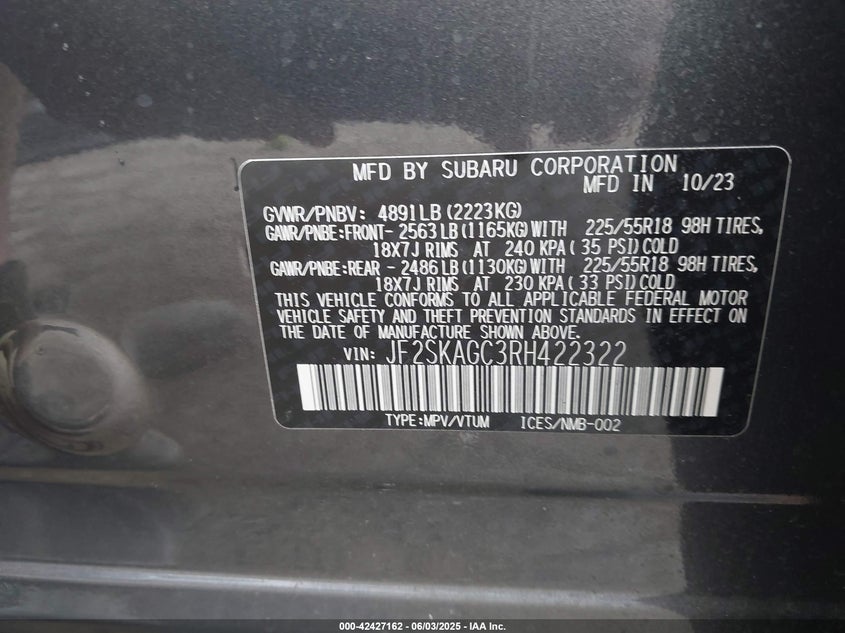 MFD BY SUBARU CORPORATION
MFD IN 10/23
GVWR/PNBV: 4891LB(2223KG)
GAWR/PNBE:FRONT- 2563LB(1165KG)WITH 225/55R18 98H TIRES,
18X7J RIMS AT 240 KPA( 35 PSI)COLD
GAWR/PNBE:REAR - 2486LB(1130KG)WITH 225/55R18 98H TIRES,
18X7J RIMS AT 230 KPA( 33 PSI)COLD
THIS VEHICLE CONFORMS TO ALL APPLICABLE FEDERAL MOTOR
VEHICLE SAFETY AND THEFT PREVENTION STANDARDS IN EFFECT ON
THE DATE OF MANUFACTURE SHOWN ABOVE.
VIN: JF2SKAGC3RH422322
TYPE:MPV/VTUM ICES/NMB-002
000-42427162 - 06/03/2025 - IAA Inc.